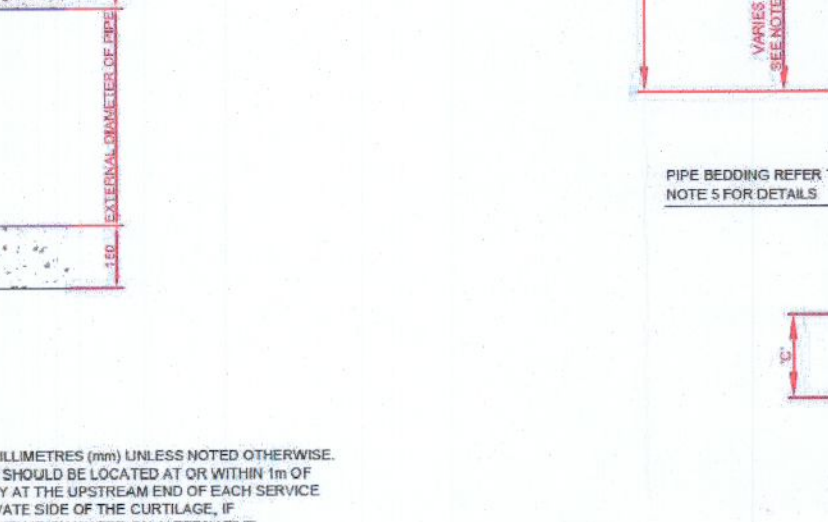 EXTERNAL DIAMETER OF PIPE
150
VARIES
SEE NOTE
PIPE BEDDING REFER
NOTE 5 FOR DETAILS
'C'
ILLIMETRES (mm) UNLESS NOTED OTHERWISE.
SHOULD BE LOCATED AT OR WITHIN 1m OF
Y AT THE UPSTREAM END OF EACH SERVICE
VATE SIDE OF THE CURTILAGE, IF